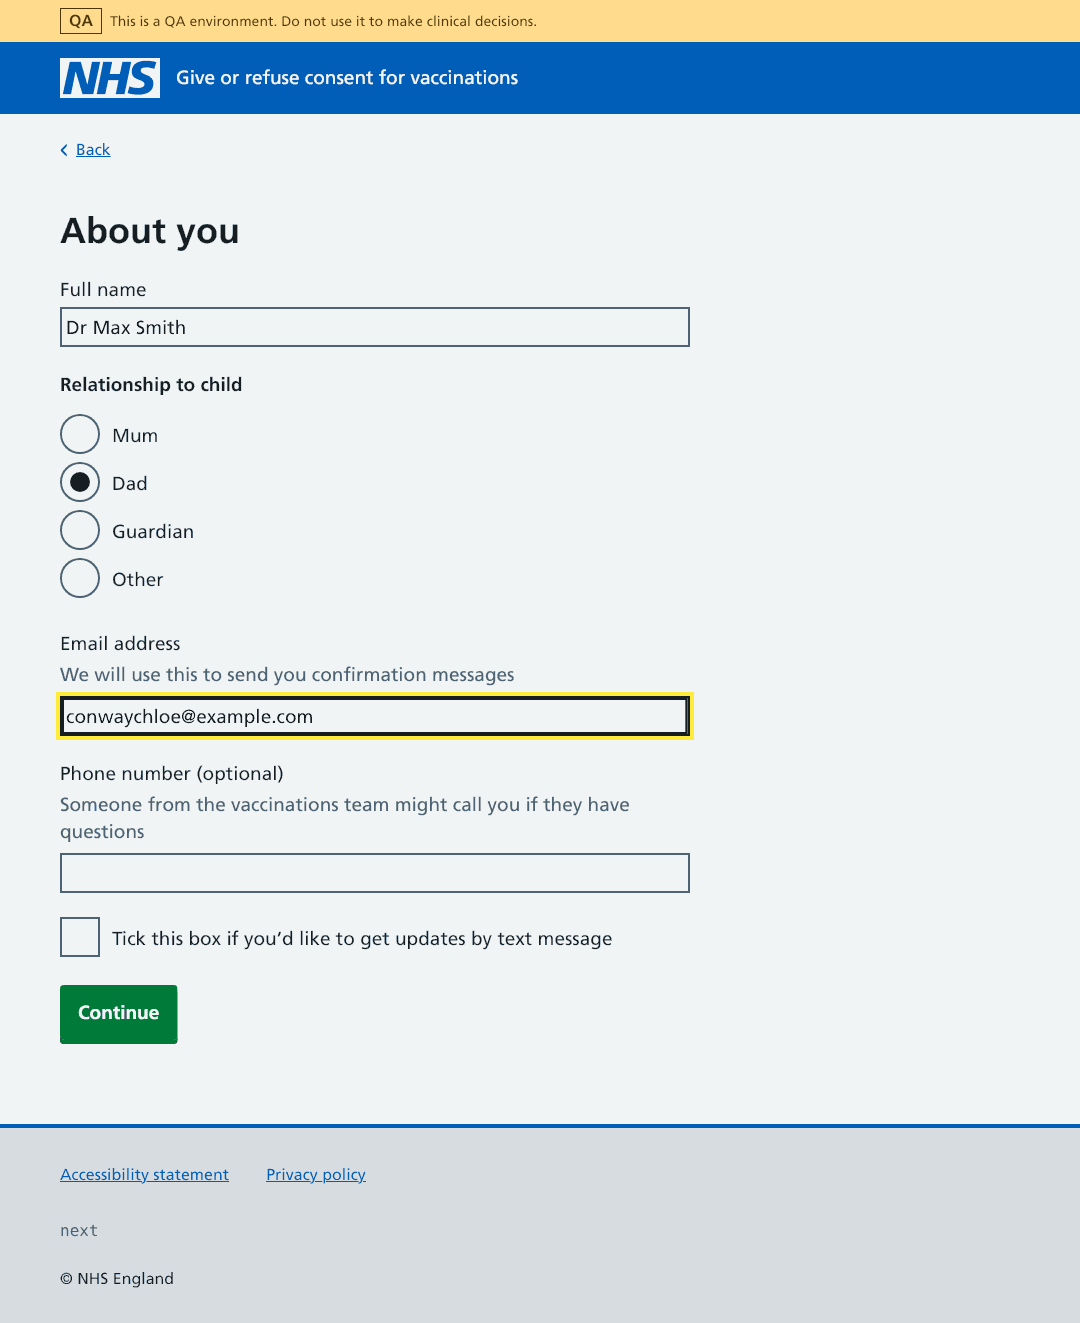 QA This is a QA environment. Do not use it to make clinical decisions.
NHS Give or refuse consent for vaccinations
Back
About you
Full name
Dr Max Smith
Relationship to child
Mum
Dad
Guardian
Other
Email address
We will use this to send you confirmation messages
conwaychloe@example.com
Phone number (optional)
Someone from the vaccinations team might call you if they have
questions
Tick this box if you’d like to get updates by text message
Continue
Accessibility statement Privacy policy
next
© NHS England